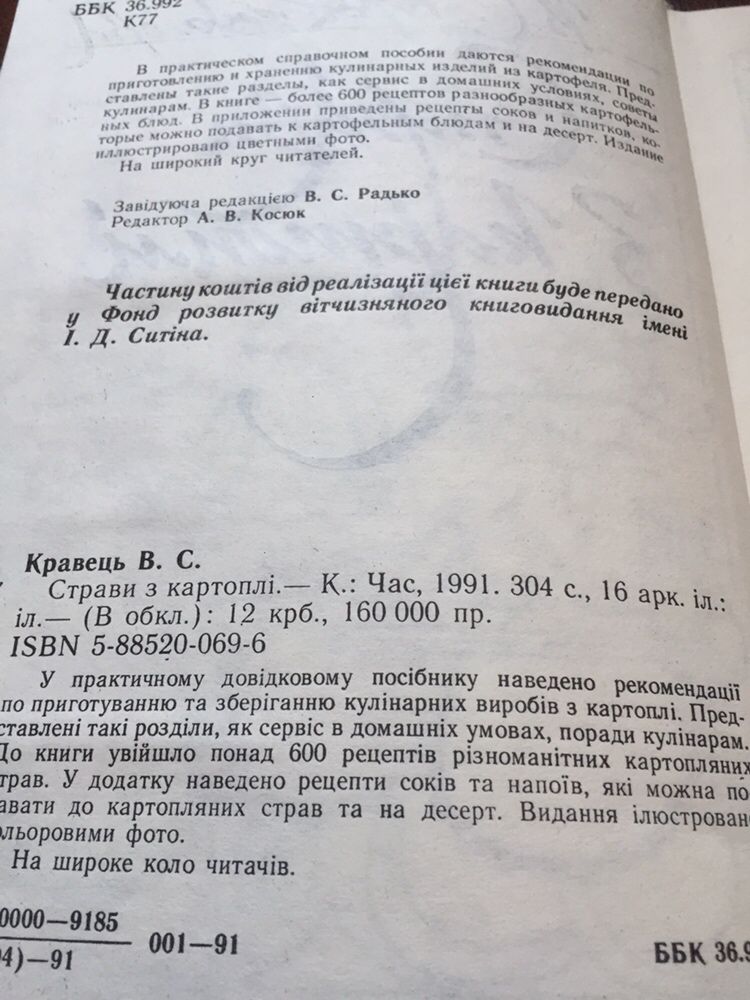 ББК 36.992
К77
В практическом справочном пособии даются рекомендации по
приготовлению и хранению кулинарных изделий из картофеля. Пред-
ставлены такие разделы, как сервис в домашних условиях, советы
кулинарам. В книге — более 600 рецептов разнообразных картофель-
ных блюд. В приложении приведены рецепты соков и напитков, ко-
торые можно подавать к картофельным блюдам и на десерт. Издание
иллюстрировано цветными фото.
На широкий круг читателей.
Завідуюча редакцією В. С. Радько
Редактор А. В. Косюк
Частину коштів від реалізації цієї книги буде передано
у Фонд розвитку вітчизняного книговидання імені
І. Д. Ситіна.
Кравець В. С.
Страви з картоплі.— К.: Час, 1991. 304 с., 16 арк. іл.:
іл.— (В обкл.): 12 крб., 160 000 пр.
ISBN 5-88520-069-6
У практичному довідковому посібнику наведено рекомендації
по приготуванню та зберіганню кулінарних виробів з картоплі. Пред-
ставлені такі розділи, як сервіс в домашніх умовах, поради кулінарам.
До книги увійшло понад 600 рецептів різноманітних картопляних
трав. У додатку наведено рецепти соків та напоїв, які можна по-
авати до картопляних страв та на десерт. Видання ілюстрован
ольоровими фото.
На широке коло читачів.
0000—9185
04)—91
001—91
ББК 36.9